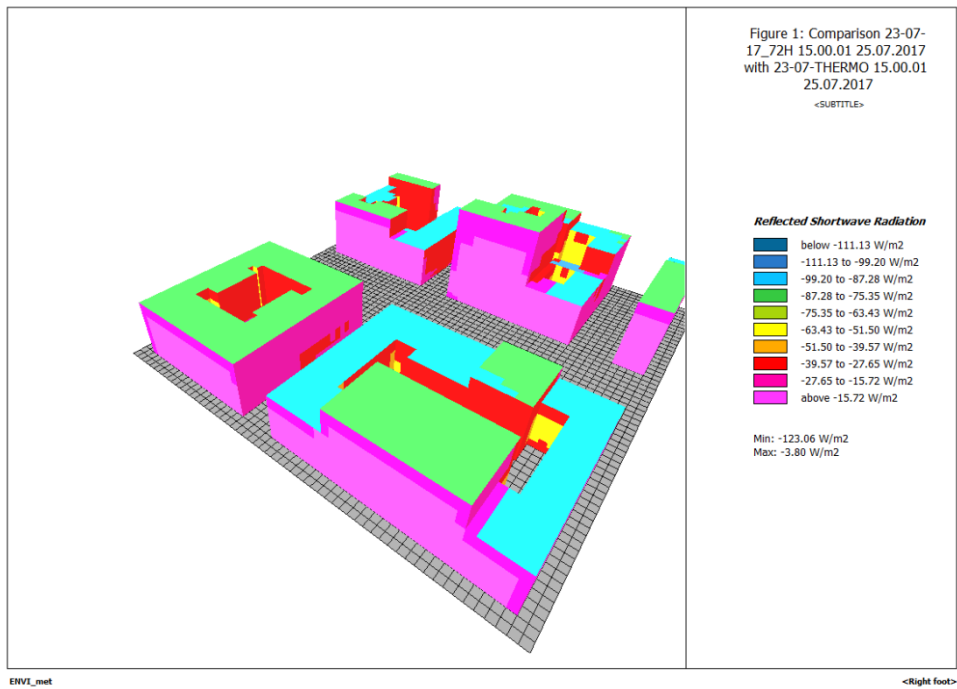 Figure 1: Comparison 23-07-
17_72H 15.00.01 25.07.2017
with 23-07-THERMO 15.00.01
25.07.2017
<SUBTITLE>
Reflected Shortwave Radiation
below -111.13 W/m2
-111.13 to -99.20 W/m2
-99.20 to -87.28 W/m2
-87.28 to -75.35 W/m2
-75.35 to -63.43 W/m2
-63.43 to -51.50 W/m2
-51.50 to -39.57 W/m2
-39.57 to -27.65 W/m2
-27.65 to -15.72 W/m2
above -15.72 W/m2
Min: -123.06 W/m2
Max: -3.80 W/m2
ENVI_met
<Right foot>